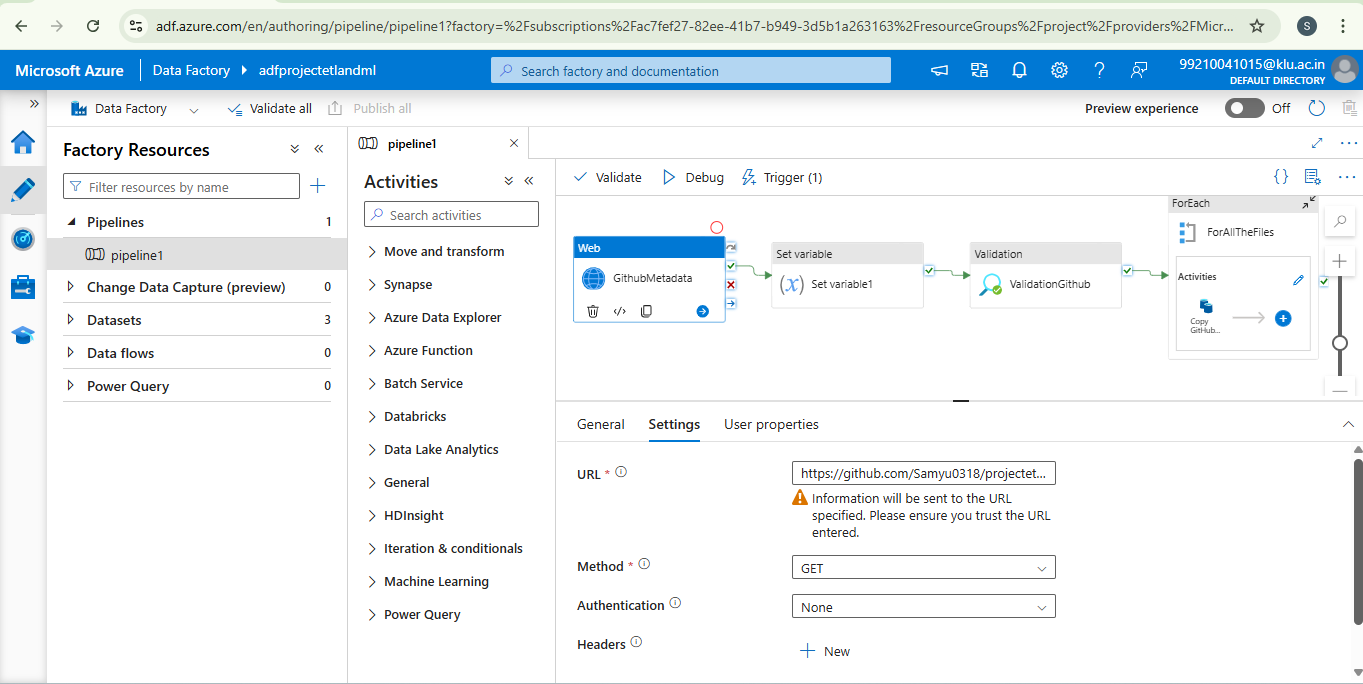 adf.azure.com/en/authoring/pipeline/pipeline1?factory=%2Fsubscriptions%2Fac7fef27-82ee-41b7-b949-3d5b1a263163%2FresourceGroups%2Fproject%2Fproviders%2FMicr...
S
Microsoft Azure
Data Factory
adfprojectetlandml
Search factory and documentation
99210041015@klu.ac.in
DEFAULT DIRECTORY
Data Factory
Validate all
Publish all
Preview experience
Off
Factory Resources
Filter resources by name
Pipelines 1
pipeline1
Change Data Capture (preview) 0
Datasets 3
Data flows 0
Power Query 0
pipeline1
Activities
Search activities
Move and transform
Synapse
Azure Data Explorer
Azure Function
Batch Service
Databricks
Data Lake Analytics
General
HDInsight
Iteration & conditionals
Machine Learning
Power Query
Validate
Debug
Trigger (1)
{}
Web
GithubMetadata
</>
Set variable
(x)
Set variable1
Validation
ValidationGithub
ForEach
ForAllTheFiles
Activities
Copy
GitHub...
General
Settings
User properties
URL *
https://github.com/Samyu0318/projectet...
Information will be sent to the URL
specified. Please ensure you trust the URL
entered.
Method *
GET
Authentication
None
Headers
New